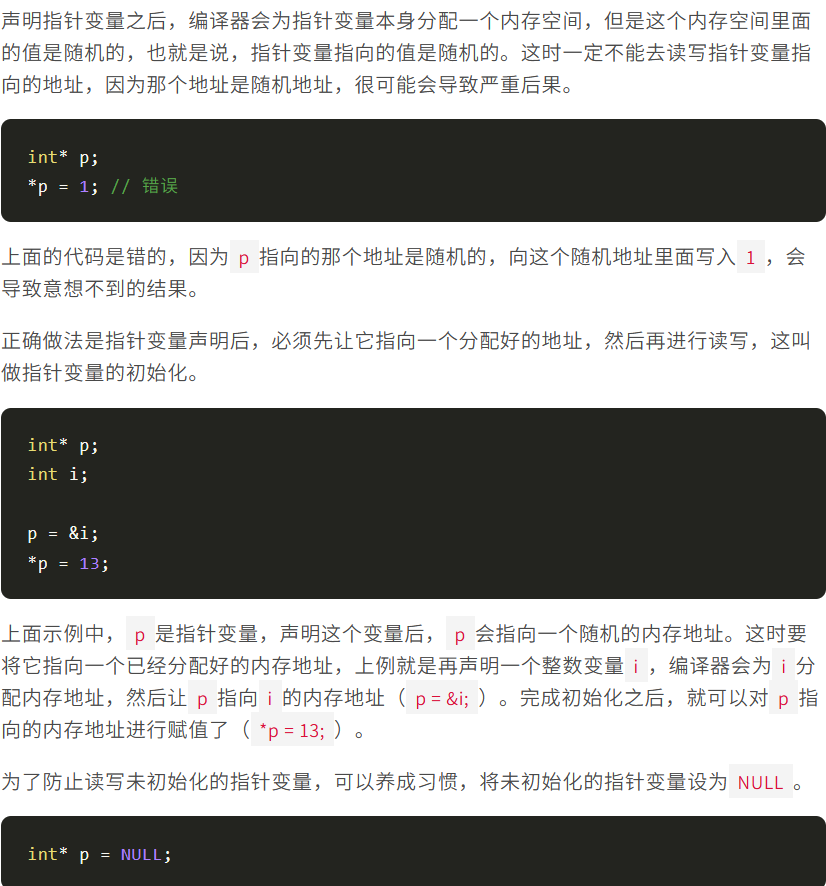 声明指针变量之后，编译器会为指针变量本身分配一个内存空间，但是这个内存空间里面
的值是随机的，也就是说，指针变量指向的值是随机的。这时一定不能去读写指针变量指
向的地址，因为那个地址是随机地址，很可能会导致严重后果。
int* p;
*p = 1; // 错误
上面的代码是错的，因为 p 指向的那个地址是随机的，向这个随机地址里面写入 1 ，会
导致意想不到的结果。
正确做法是指针变量声明后，必须先让它指向一个分配好的地址，然后再进行读写，这叫
做指针变量的初始化。
int* p;
int i;
p = &i;
*p = 13;
上面示例中， p 是指针变量，声明这个变量后， p 会指向一个随机的内存地址。这时要
将它指向一个已经分配好的内存地址，上例就是再声明一个整数变量 i ，编译器会为 i 分
配内存地址，然后让 p 指向 i 的内存地址（ p = &i; ）。完成初始化之后，就可以对 p 指
向的内存地址进行赋值了（ *p = 13; ）。
为了防止读写未初始化的指针变量，可以养成习惯，将未初始化的指针变量设为 NULL 。
int* p = NULL;